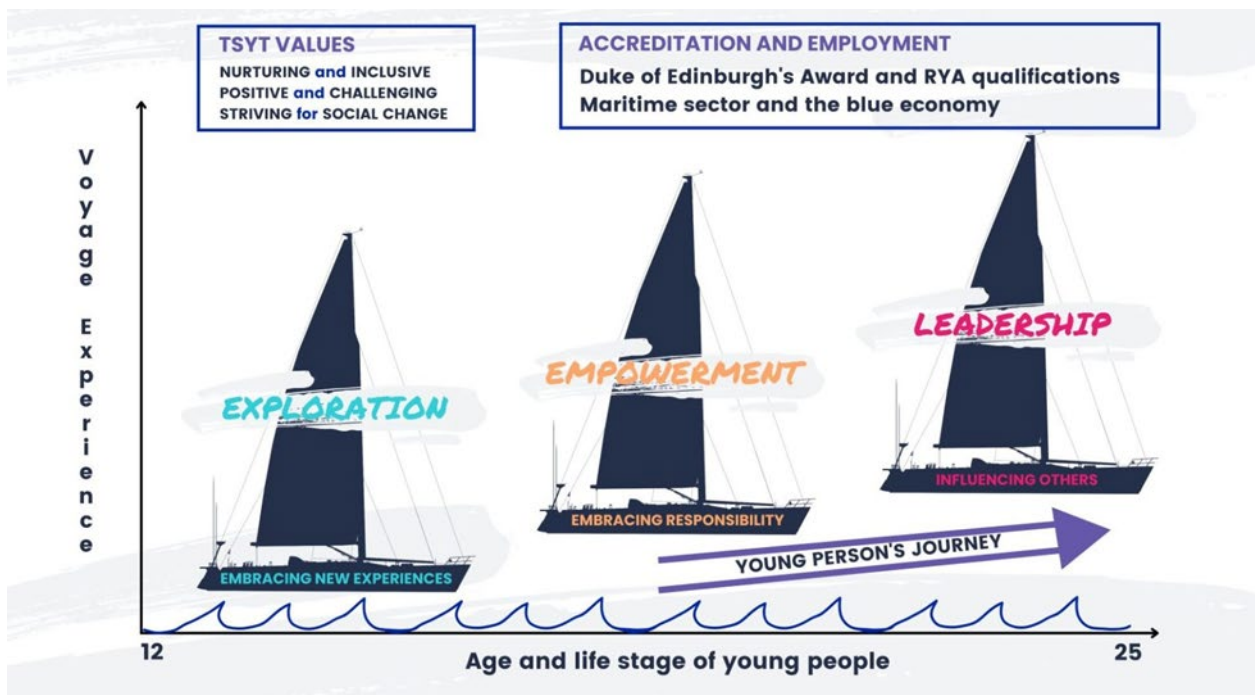 TSYT VALUES
NURTURING and INCLUSIVE
POSITIVE and CHALLENGING
STRIVING for SOCIAL CHANGE
ACCREDITATION AND EMPLOYMENT
Duke of Edinburgh's Award and RYA qualifications
Maritime sector and the blue economy
Voyage Experience
EXPLORATION
EMBRACING NEW EXPERIENCES
EMPOWERMENT
EMBRACING RESPONSIBILITY
LEADERSHIP
INFLUENCING OTHERS
YOUNG PERSON'S JOURNEY
12
Age and life stage of young people
25